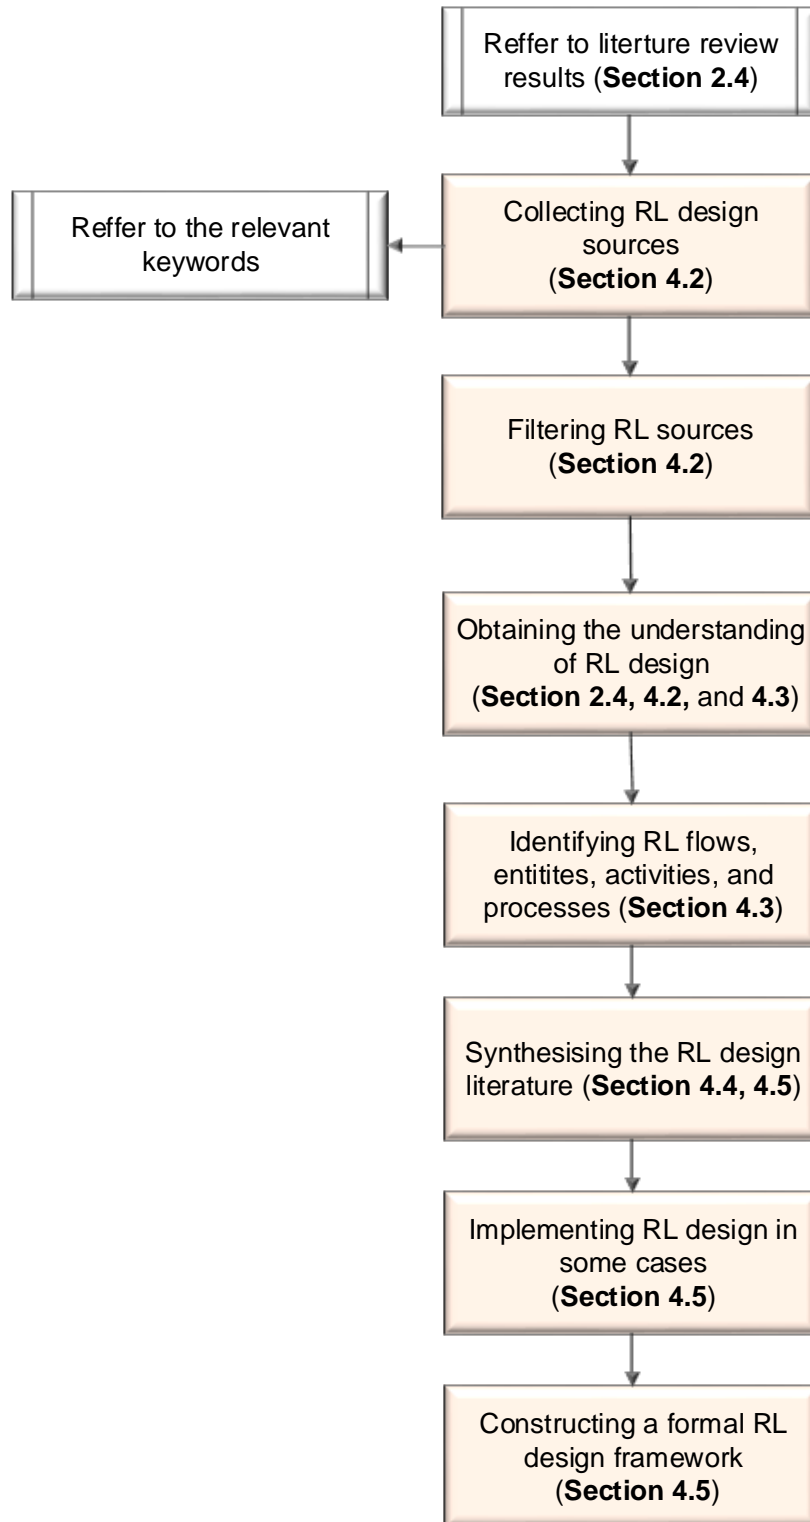 Reffer to literture review
results (Section 2.4)
Collecting RL design
sources
(Section 4.2)
Reffer to the relevant
keywords
Filtering RL sources
(Section 4.2)
Obtaining the understanding
of RL design
(Section 2.4, 4.2, and 4.3)
Identifying RL flows,
entitites, activities, and
processes (Section 4.3)
Synthesising the RL design
literature (Section 4.4, 4.5)
Implementing RL design in
some cases
(Section 4.5)
Constructing a formal RL
design framework
(Section 4.5)